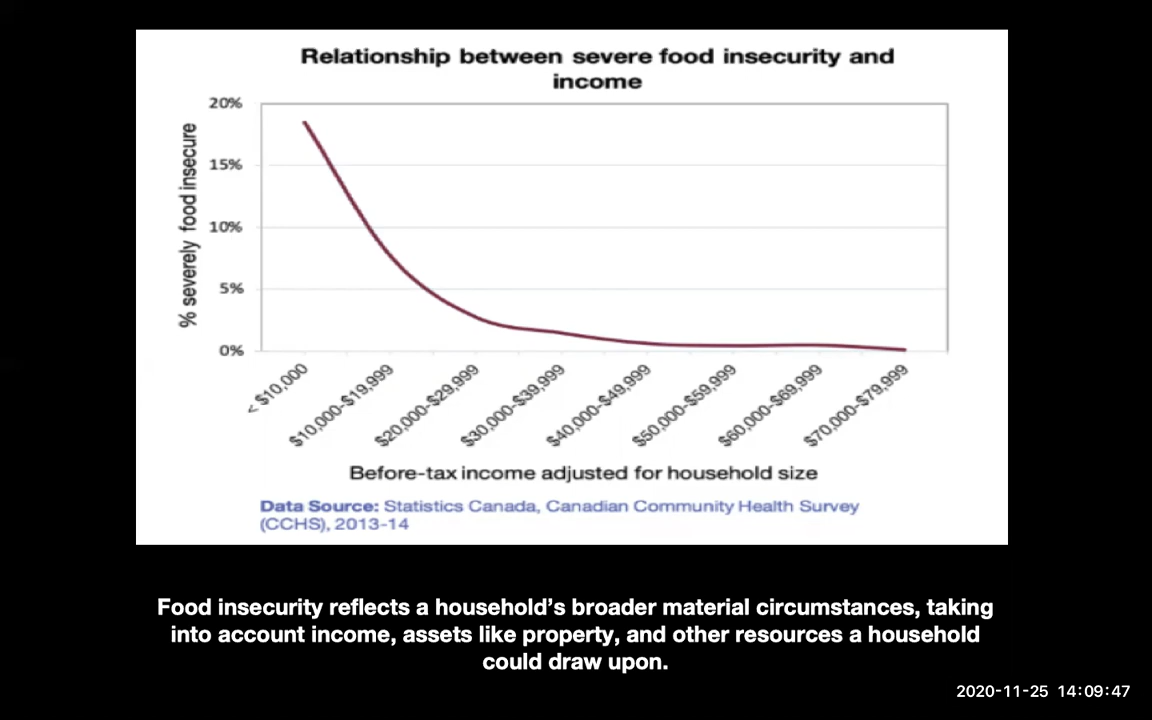 Relationship between severe food insecurity and
income
20%
15%
10%
5%
0%
% severely food insecure
< $10,000
$10,000-$19,999
$20,000-$29,999
$30,000-$39,999
$40,000-$49,999
$50,000-$59,999
$60,000-$69,999
$70,000-$79,999
Before-tax income adjusted for household size
Data Source: Statistics Canada, Canadian Community Health Survey
(CCHS), 2013-14
Food insecurity reflects a household’s broader material circumstances, taking
into account income, assets like property, and other resources a household
could draw upon.
2020-11-25 14:09:47